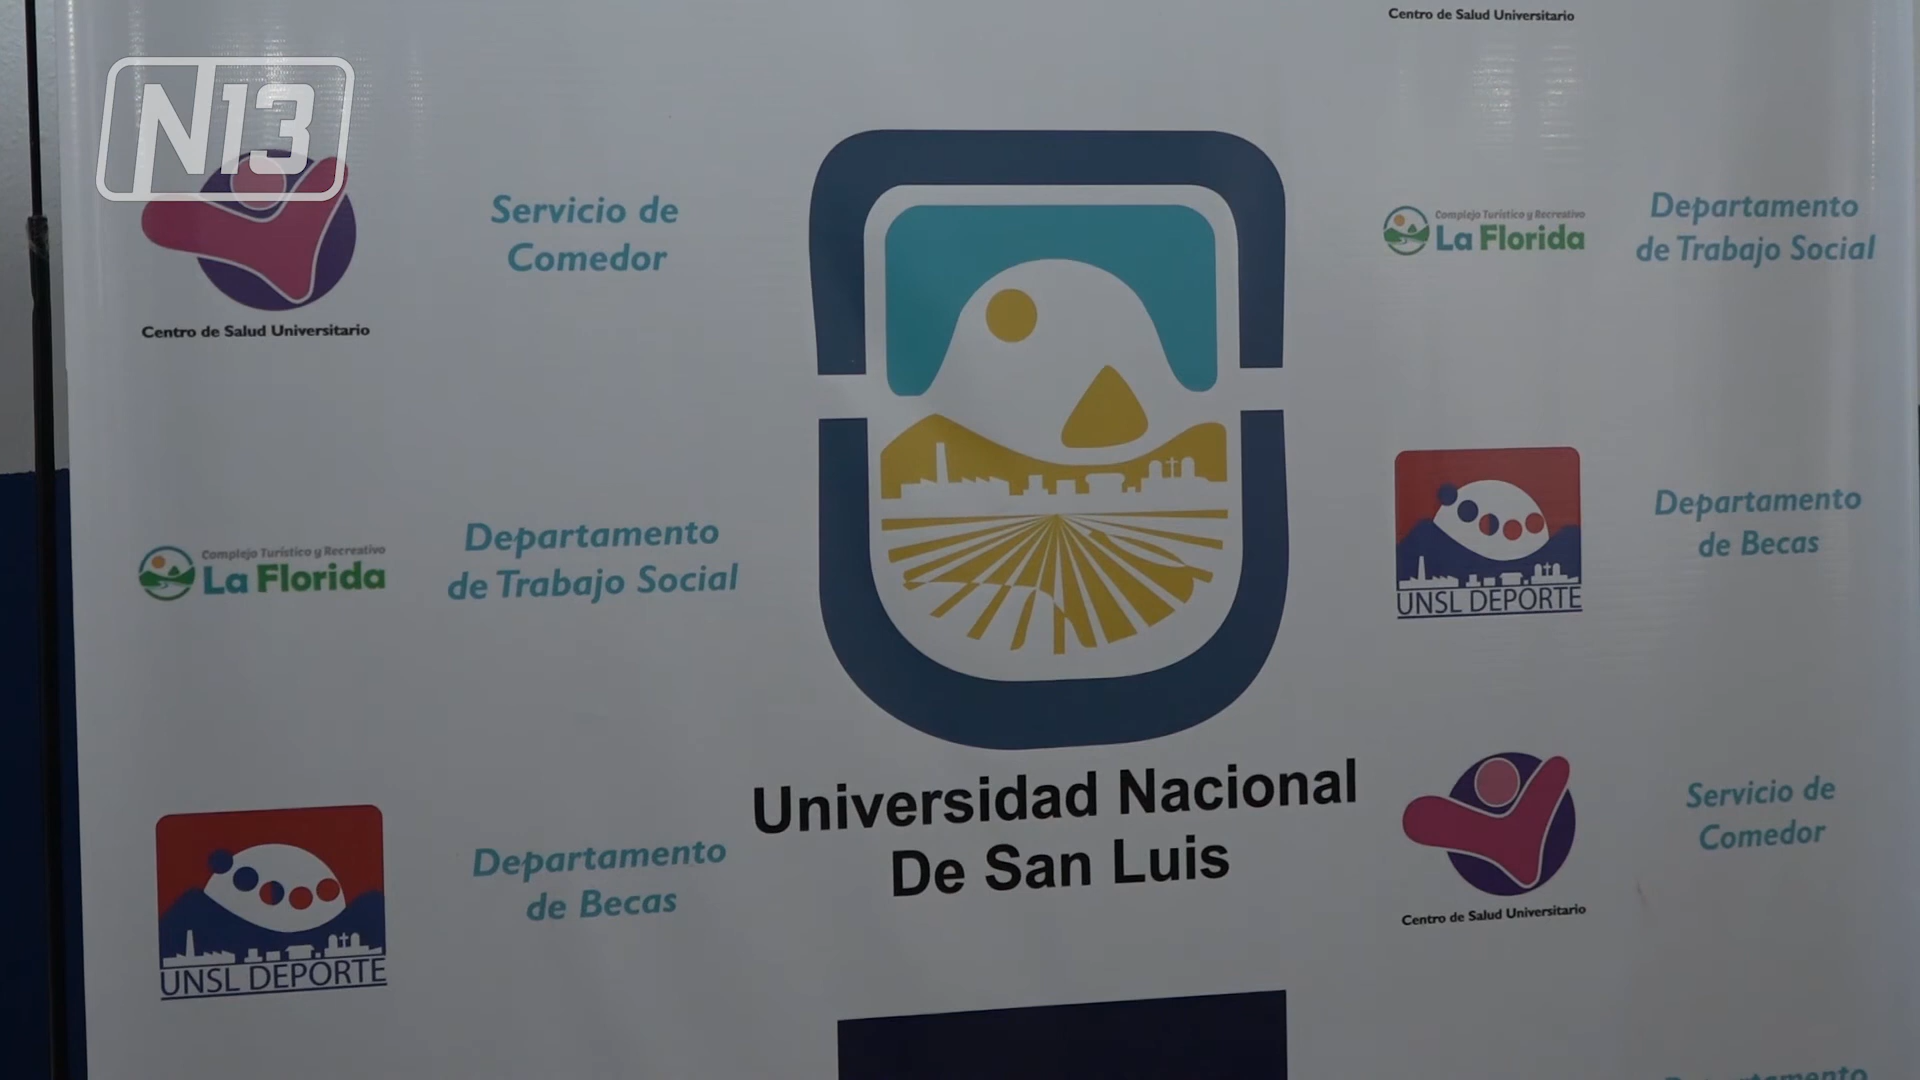 Centro de Salud Universitario
N13
Servicio de
Comedor
Centro de Salud Universitario
Complejo Turístico y Recreativo
La Florida
Departamento
de Trabajo Social
Complejo Turístico y Recreativo
La Florida
Departamento
de Trabajo Social
UNSL DEPORTE
Departamento
de Becas
Universidad Nacional
De San Luis
UNSL DEPORTE
Departamento
de Becas
Centro de Salud Universitario
Servicio de
Comedor
Departamento